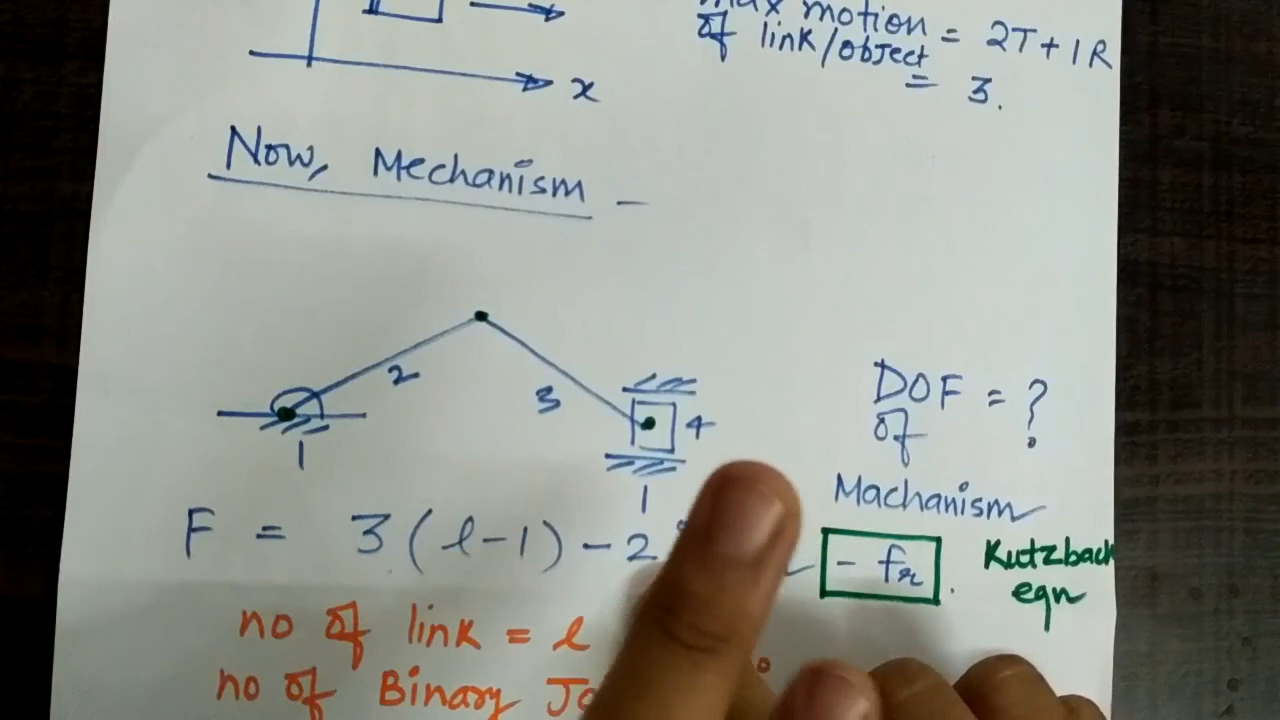 max motion
of link/object = 2T + 1R
= 3.
x
Now, Mechanism -
2
3
4
1
1
DOF = ?
of
Machanism
F = 3(l-1) - 2
- fr .
Kutzbach
eqn
no of link = l
no of Binary